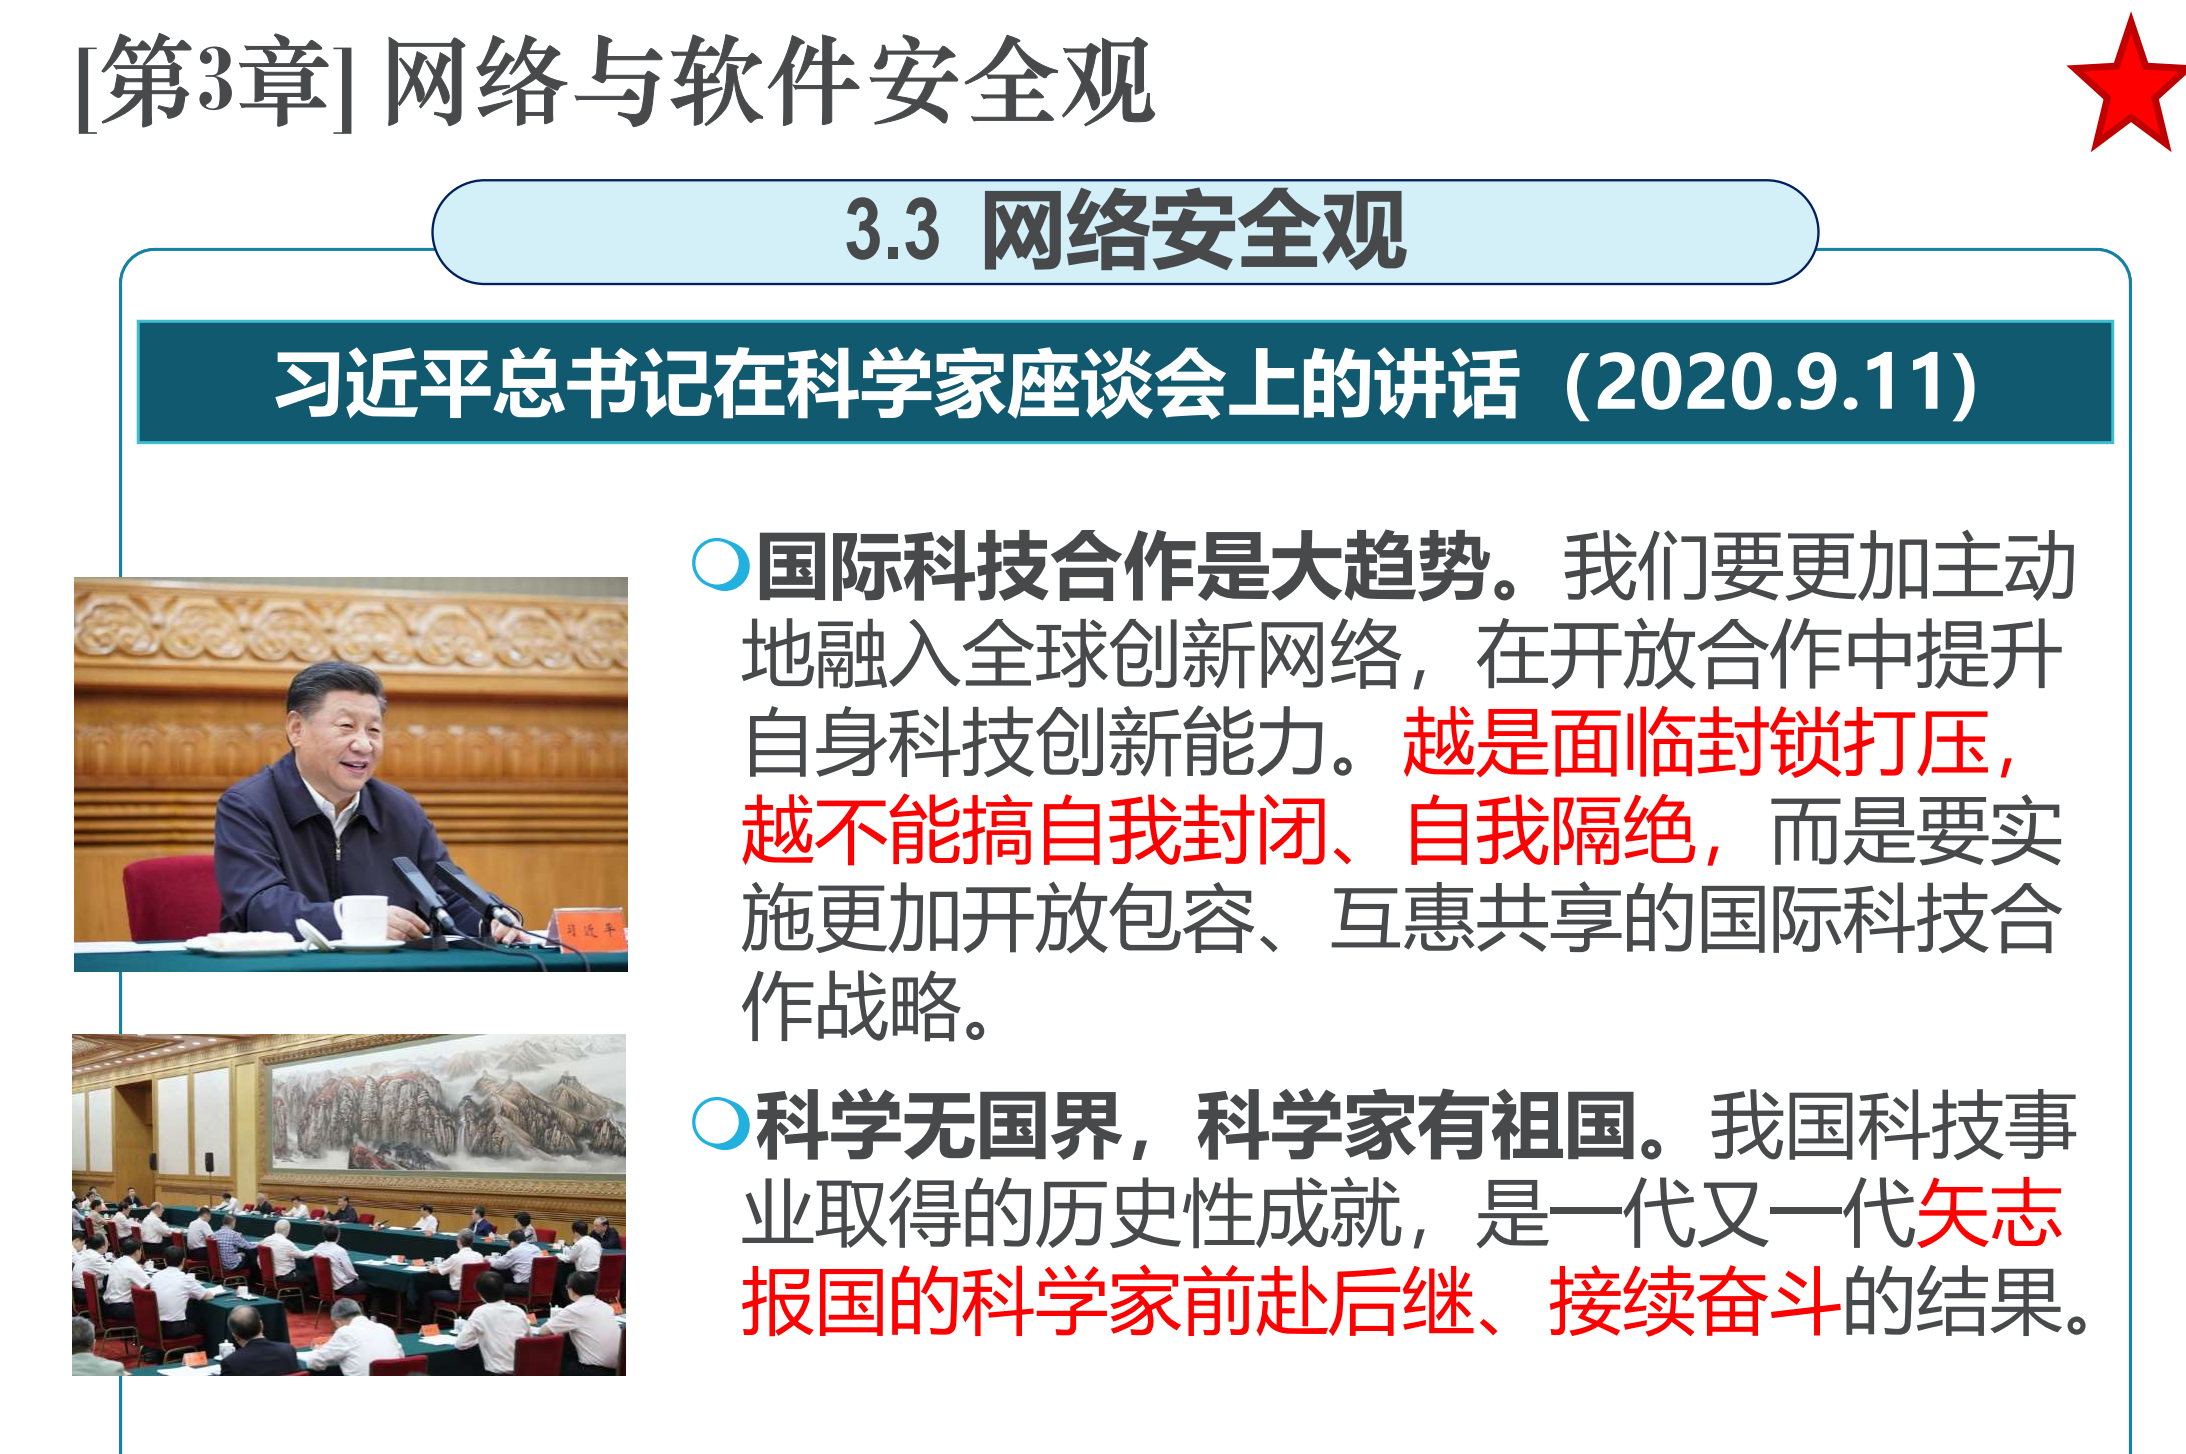 [第3章] 网络与软件安全观
3.3 网络安全观
习近平总书记在科学家座谈会上的讲话（2020.9.11）
国际科技合作是大趋势。我们要更加主动
地融入全球创新网络，在开放合作中提升
自身科技创新能力。越是面临封锁打压，
越不能搞自我封闭、自我隔绝，而是要实
施更加开放包容、互惠共享的国际科技合
作战略。
习近平
科学无国界，科学家有祖国。我国科技事
业取得的历史性成就，是一代又一代矢志
报国的科学家前赴后继、接续奋斗的结果。